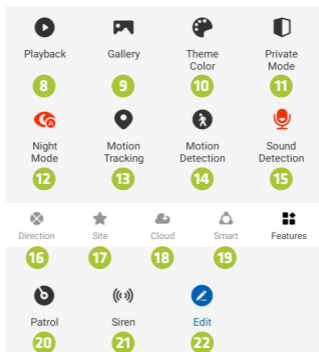 Playback Gallery Theme Color Private Mode
8 9 10 11
Night Mode Motion Tracking Motion Detection Sound Detection
12 13 14 15
Direction Site Cloud Smart Features
16 17 18 19
Patrol Siren Edit
20 21 22